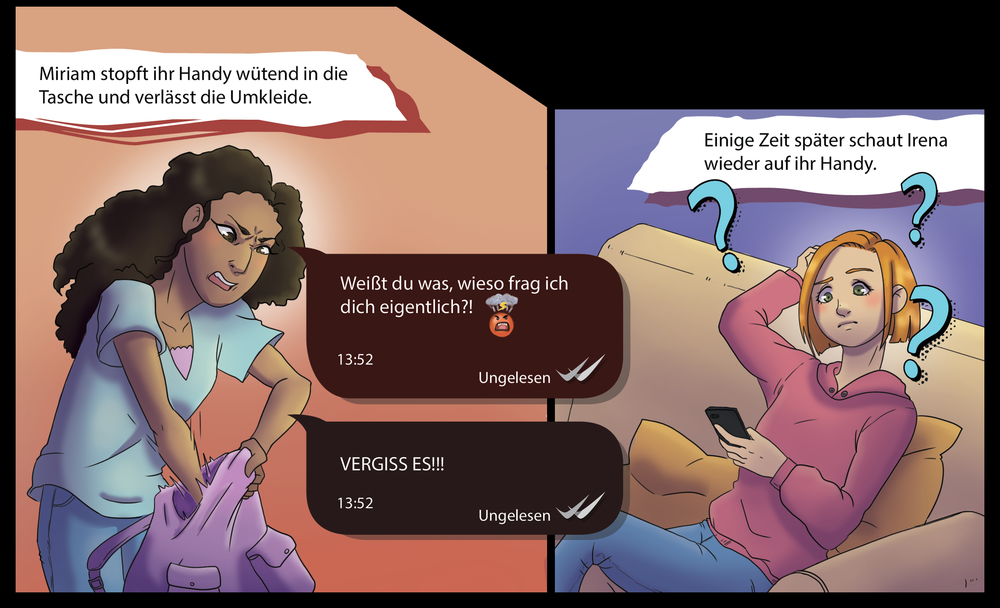 Miriam stopft ihr Handy wütend in die
Tasche und verlässt die Umkleide.
Einige Zeit später schaut Irena
wieder auf ihr Handy.
Weißt du was, wieso frag ich
dich eigentlich?!
13:52
Ungelesen
VERGISS ES!!!
13:52
Ungelesen
?
?
?